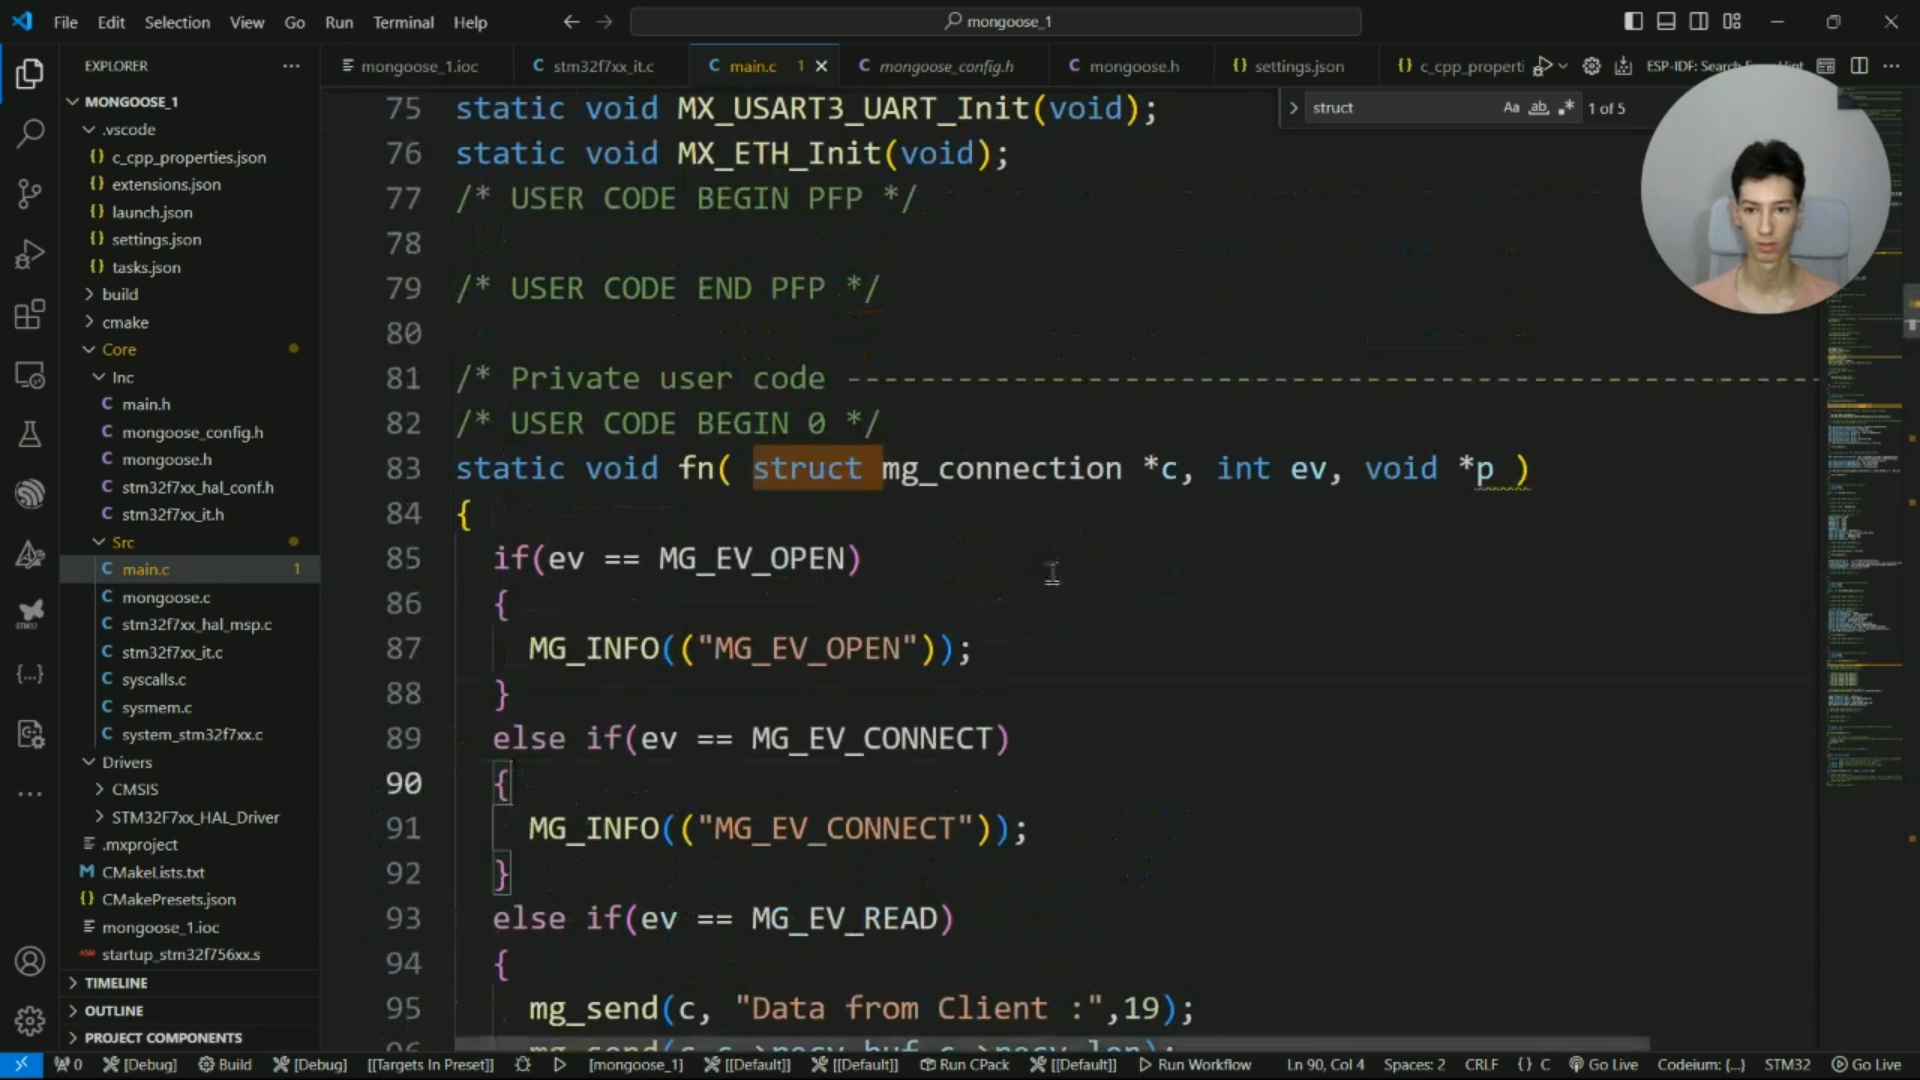 File Edit Selection View Go Run Terminal Help
mongoose_1
EXPLORER
mongoose_1.ioc
stm32f7xx_it.c
main.c 1
mongoose_config.h
mongoose.h
settings.json
c_cpp_properti
struct
Aa ab
1 of 5
MONGOOSE_1
.vscode
c_cpp_properties.json
extensions.json
launch.json
settings.json
tasks.json
build
cmake
Core
Inc
main.h
mongoose_config.h
mongoose.h
stm32f7xx_hal_conf.h
stm32f7xx_it.h
Src
main.c 1
mongoose.c
stm32f7xx_hal_msp.c
stm32f7xx_it.c
syscalls.c
sysmem.c
system_stm32f7xx.c
Drivers
CMSIS
STM32F7xx_HAL_Driver
.mxproject
CMakeLists.txt
CMakePresets.json
mongoose_1.ioc
startup_stm32f756xx.s
TIMELINE
OUTLINE
PROJECT COMPONENTS
75 static void MX_USART3_UART_Init(void);
76 static void MX_ETH_Init(void);
77 /* USER CODE BEGIN PFP */
78
79 /* USER CODE END PFP */
80
81 /* Private user code ----------------------------------------------------
82 /* USER CODE BEGIN 0 */
83 static void fn( struct mg_connection *c, int ev, void *p )
84 {
85 if(ev == MG_EV_OPEN)
86 {
87 MG_INFO(("MG_EV_OPEN"));
88 }
89 else if(ev == MG_EV_CONNECT)
90 {
91 MG_INFO(("MG_EV_CONNECT"));
92 }
93 else if(ev == MG_EV_READ)
94 {
95 mg_send(c, "Data from Client :",19);
0 [Debug] Build [Debug] [[Targets In Preset]] [mongoose_1] [[Default]] [[Default]] Run CPack [[Default]] Run Workflow Ln 90, Col 4 Spaces: 2 CRLF {} C Go Live Codeium: {...} STM32 Go Live